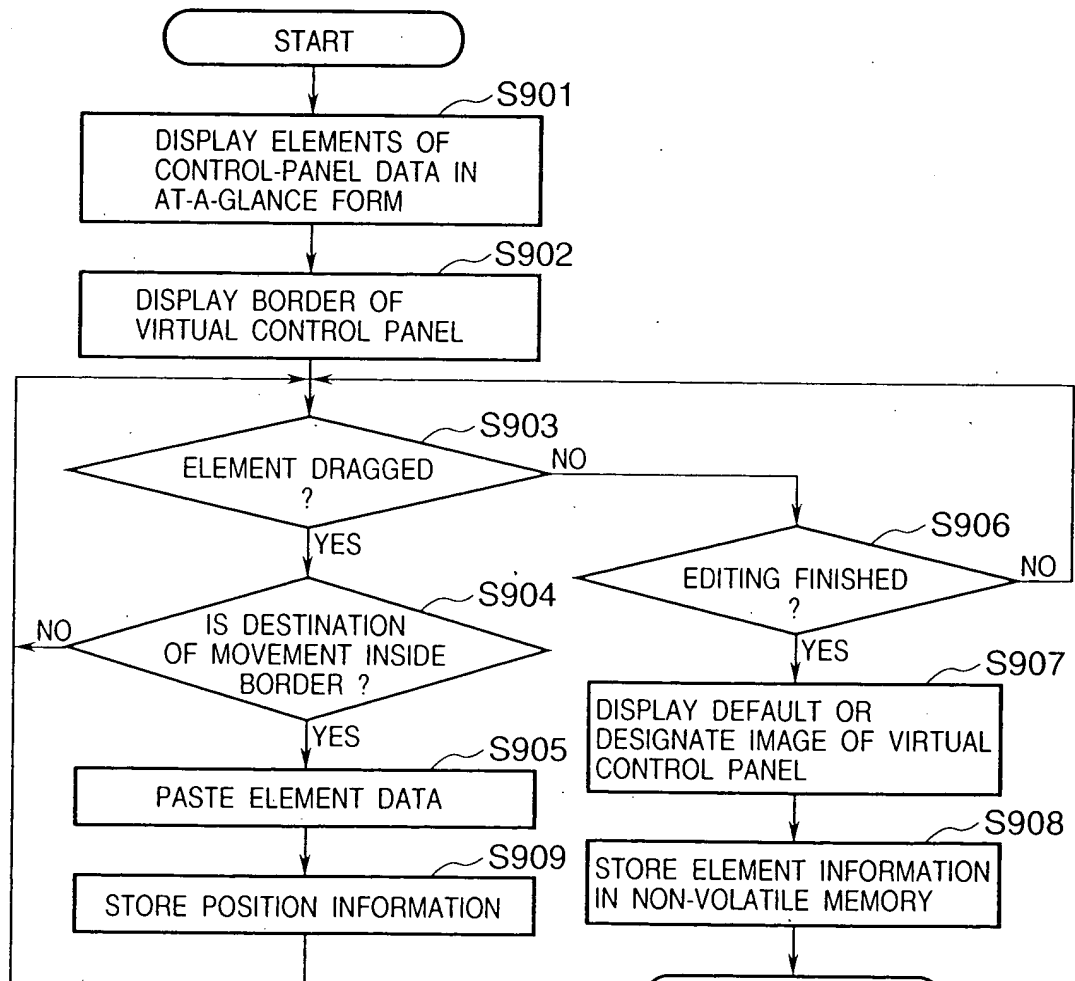 START
S901
DISPLAY ELEMENTS OF
CONTROL-PANEL DATA IN
AT-A-GLANCE FORM
S902
DISPLAY BORDER OF
VIRTUAL CONTROL PANEL
S903
ELEMENT DRAGGED
?
NO
YES
S904
IS DESTINATION
OF MOVEMENT INSIDE
BORDER ?
NO
YES
S905
PASTE ELEMENT DATA
S909
STORE POSITION INFORMATION
S906
EDITING FINISHED
?
NO
YES
S907
DISPLAY DEFAULT OR
DESIGNATE IMAGE OF VIRTUAL
CONTROL PANEL
S908
STORE ELEMENT INFORMATION
IN NON-VOLATILE MEMORY